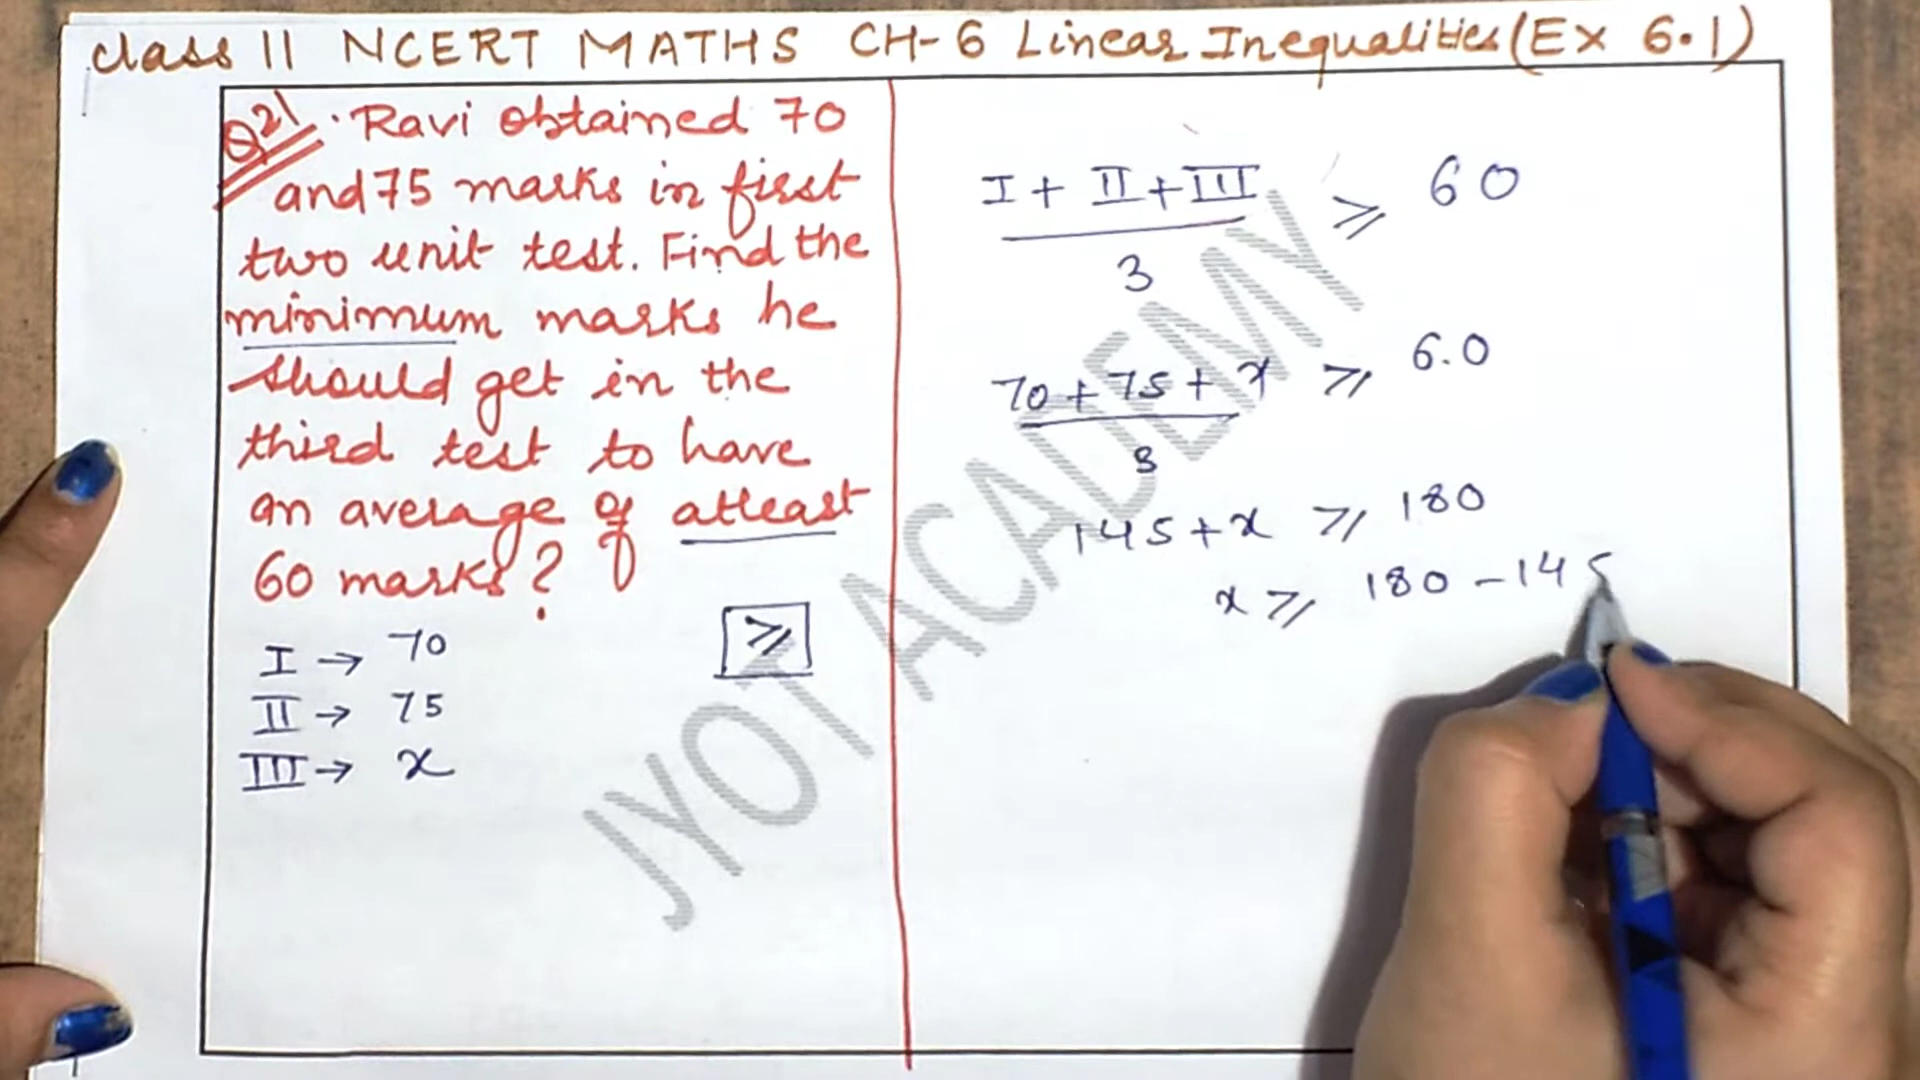 Class 11 NCERT MATHS CH-6 Linear Inequalities (Ex 6.1)
Q21. Ravi obtained 70
and 75 marks in first
two unit test. Find the
minimum marks he
should get in the
third test to have
an average of atleast
60 marks?
I → 70
II → 75
III → x
≥
I + II + III ≥ 60
3
70 + 75 + x ≥ 6.0
3
145 + x ≥ 180
x ≥ 180 - 145
JYOT ACADEMY